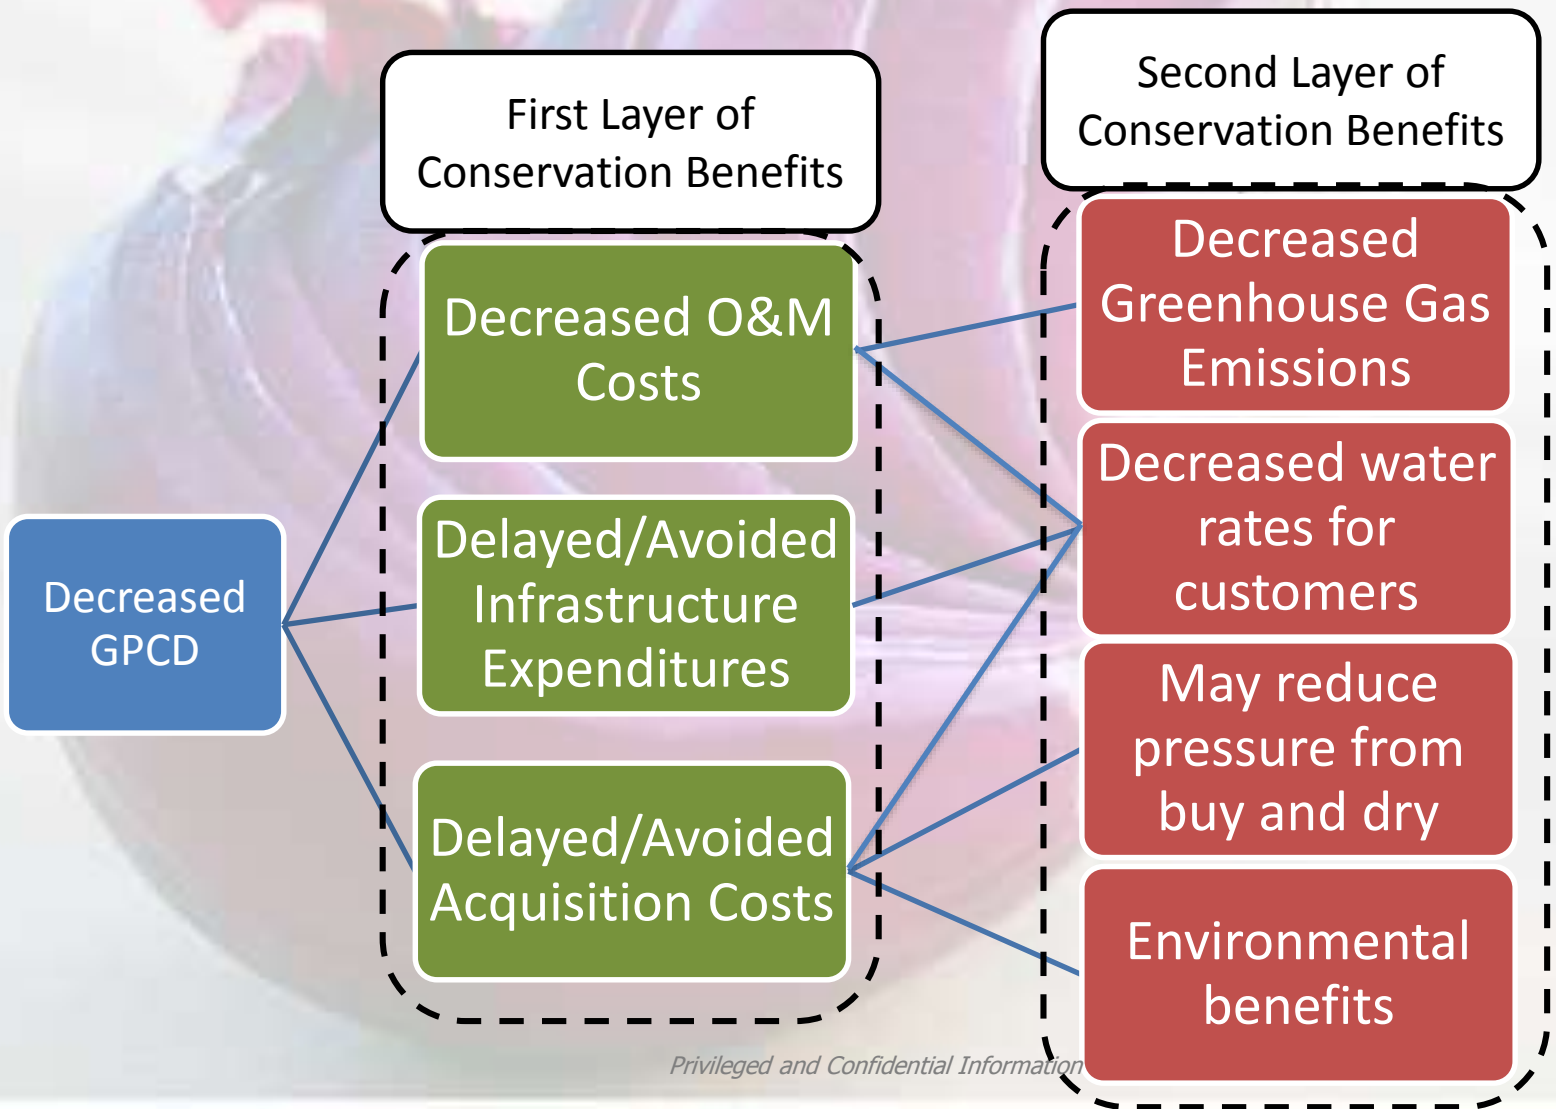 First Layer of
Conservation Benefits
Second Layer of
Conservation Benefits
Decreased
GPCD
Decreased O&M
Costs
Delayed/Avoided
Infrastructure
Expenditures
Delayed/Avoided
Acquisition Costs
Decreased
Greenhouse Gas
Emissions
Decreased water
rates for
customers
May reduce
pressure from
buy and dry
Environmental
benefits
Privileged and Confidential Information